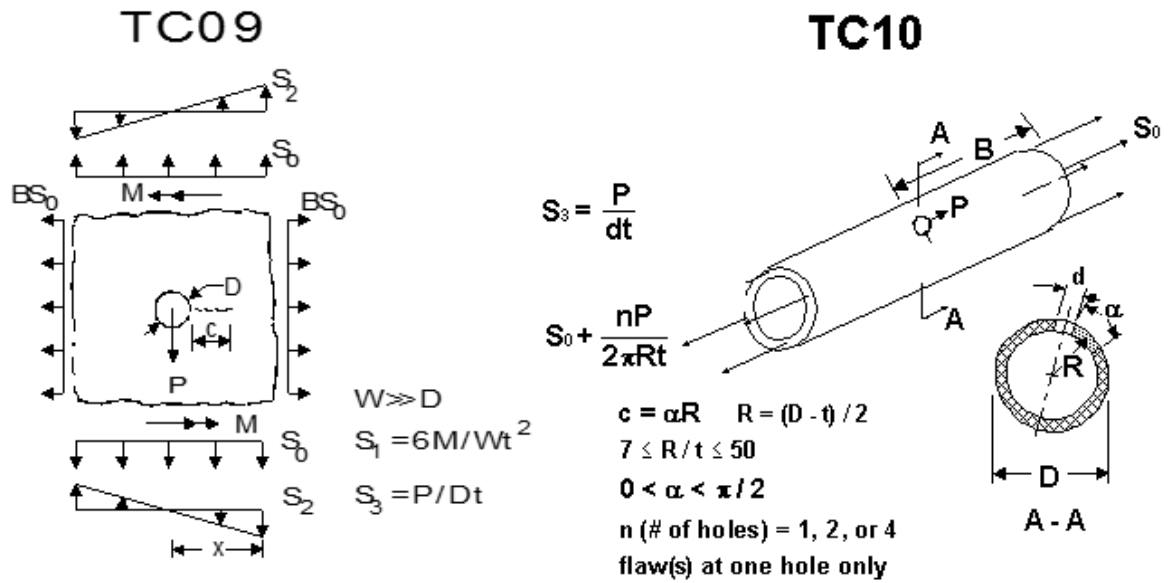 TC09
S₂
S₀
M
BS₀ BS₀
D
C
P
W≫D
M
S₀ S₁ =6M/Wt²
S₂ S₃ =P/Dt
X
TC10
A B S₀
S₃ = P/dt
P
A
S₀ + nP/2πRt
d
α
R
c = αR R = (D - t) / 2
7 ≤ R / t ≤ 50
0 < α < π / 2
D
n (# of holes) = 1, 2, or 4
A - A
flaw(s) at one hole only